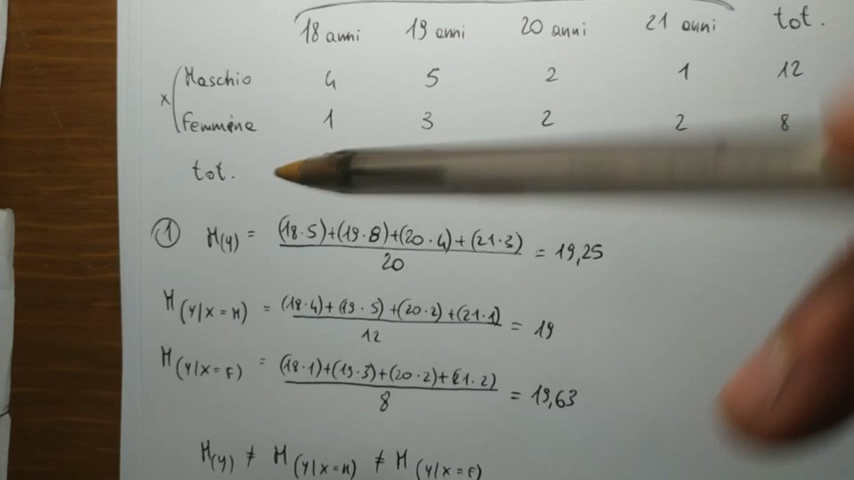 18 anni 19 anni 20 anni 21 anni tot.
x Maschio 4 5 2 1 12
Femmina 1 3 2 2 8
tot.
① M(y) = (18·5)+(19·8)+(20·4)+(21·3) / 20 = 19,25
M(y|x=M) = (18·4)+(19·5)+(20·2)+(21·1) / 12 = 19
M(y|x=F) = (18·1)+(19·3)+(20·2)+(21·2) / 8 = 19,63
M(y) ≠ M(y|x=M) ≠ M(y|x=F)